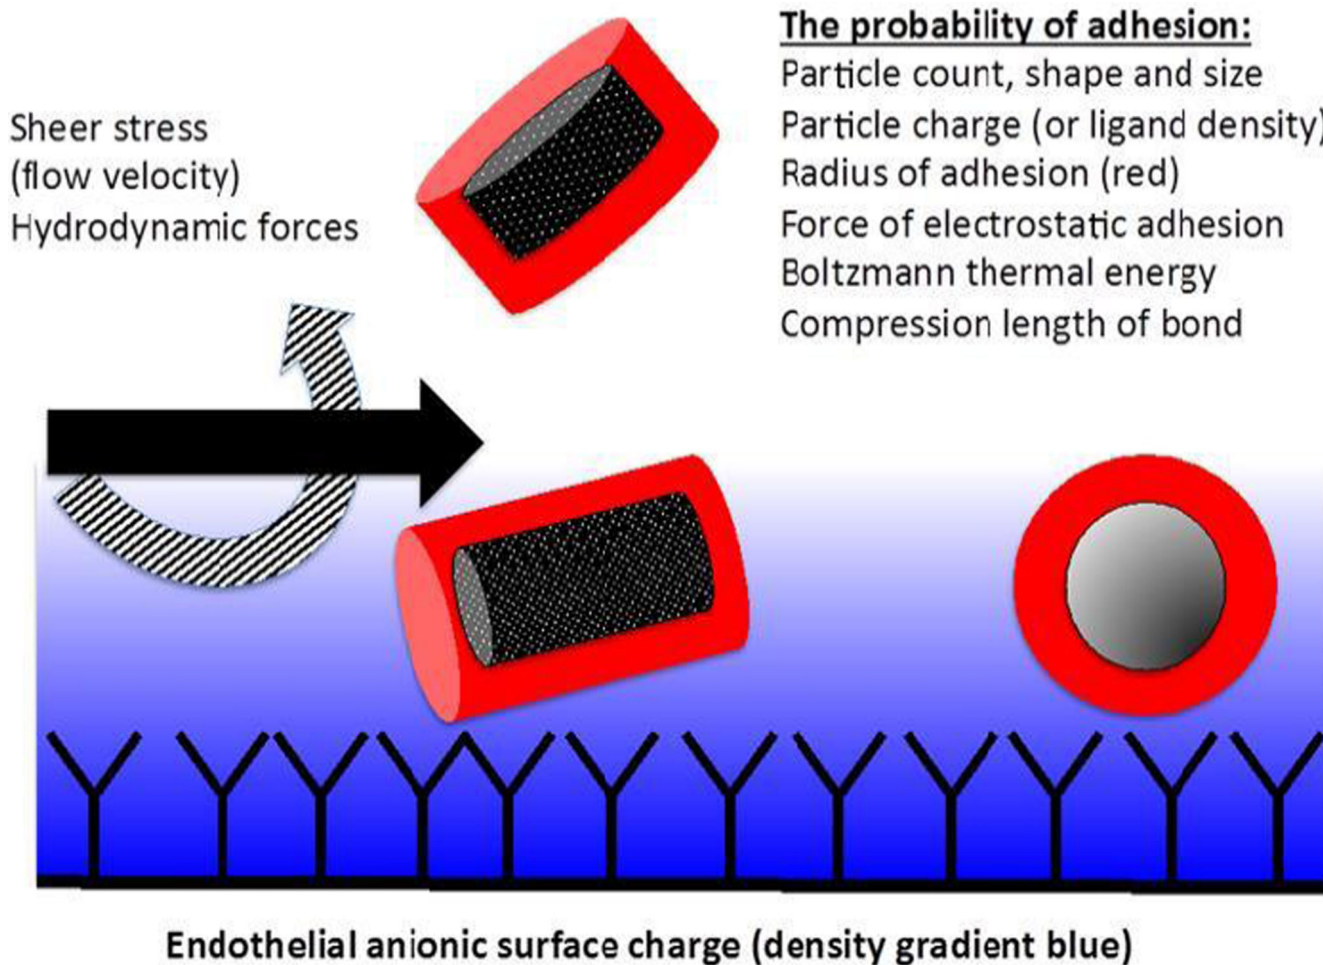 The probability of adhesion:
Particle count, shape and size
Particle charge (or ligand density)
Radius of adhesion (red)
Force of electrostatic adhesion
Boltzmann thermal energy
Compression length of bond
Sheer stress
(flow velocity)
Hydrodynamic forces
Endothelial anionic surface charge (density gradient blue)